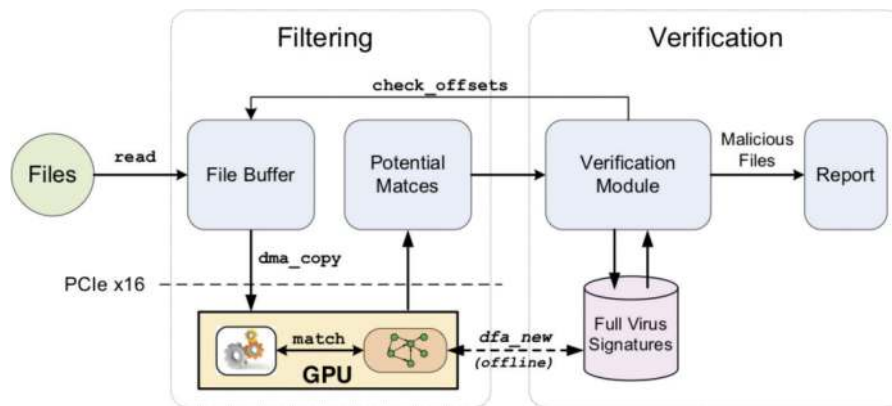 Filtering
Verification
check_offsets
Files
read
File Buffer
Potential
Matces
Verification
Module
Malicious
Files
Report
dma_copy
PCIe x16
match
GPU
dfa_new
(offline)
Full Virus
Signatures